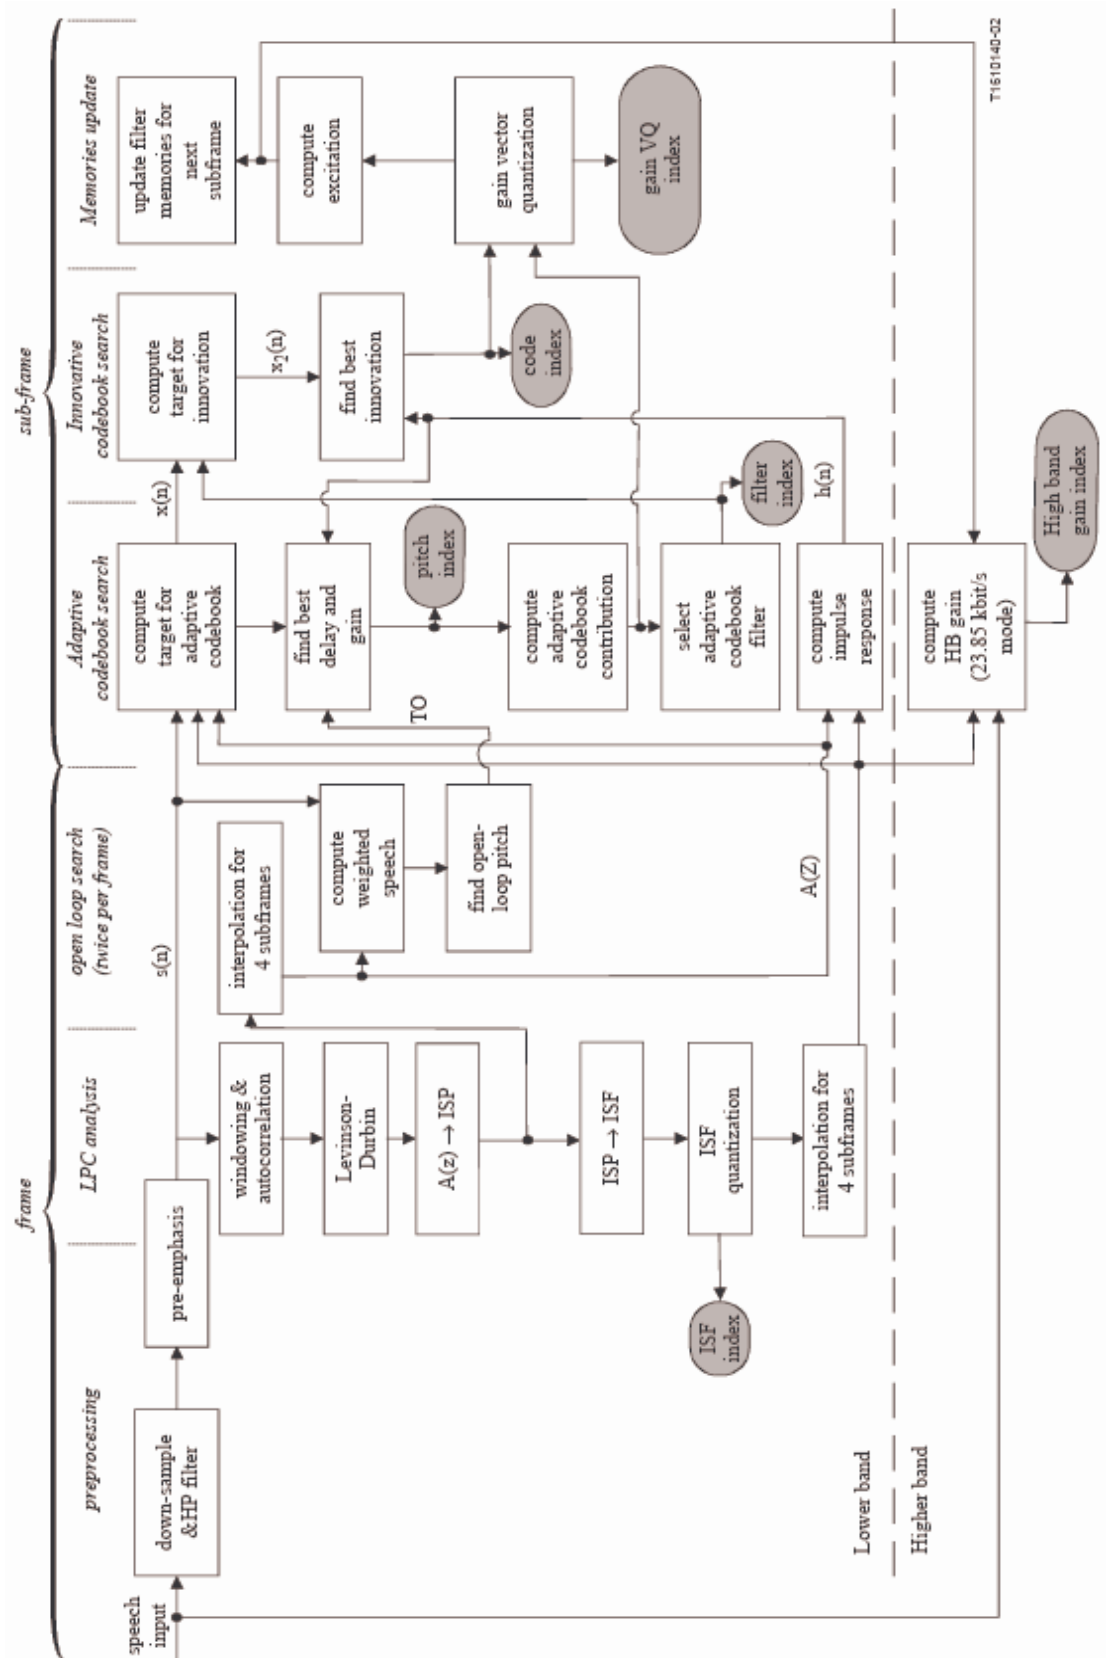 frame
sub-frame
preprocessing
LPC analysis
open loop search
(twice per frame)
Adaptive
codebook search
Innovative
codebook search
Memories update
speech
input
down-sample
&HP filter
pre-emphasis
s(n)
windowing &
autocorrelation
Levinson-
Durbin
A(z) → ISP
ISP → ISF
ISF
quantization
interpolation for
4 subframes
ISF
index
interpolation for
4 subframes
compute
weighted
speech
find open-
loop pitch
TO
A(Z)
compute
target for
adaptive
codebook
find best
delay and
gain
pitch
index
compute
adaptive
codebook
contribution
select
adaptive
codebook
filter
filter
index
compute
impulse
response
h(n)
x(n)
compute
target for
innovation
x2(n)
find best
innovation
code
index
update filter
memories for
next
subframe
compute
excitation
gain vector
quantization
gain VQ
index
Lower band
Higher band
compute
HB gain
(23.85 kbit/s
mode)
High band
gain index
T1610140-02